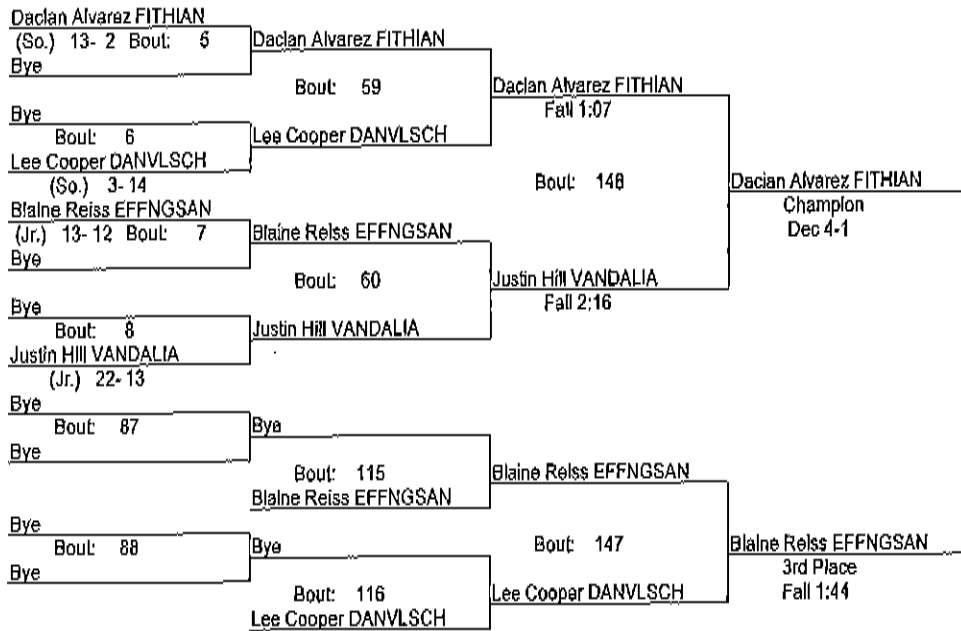 Dacian Alvarez FITHIAN
(So.) 13- 2 Bout: 5
Bye
Bye
Bout: 6
Lee Cooper DANVLSCH
(So.) 3- 14
Blaine Reiss EFFNGSAN
(Jr.) 13- 12 Bout: 7
Bye
Bye
Bout: 8
Justin Hill VANDALIA
(Jr.) 22- 13
Dacian Alvarez FITHIAN
Bout: 59
Lee Cooper DANVLSCH
Blaine Reiss EFFNGSAN
Bout: 60
Justin Hill VANDALIA
Dacian Alvarez FITHIAN
Fall 1:07
Bout: 148
Justin Hill VANDALIA
Fall 2:16
Dacian Alvarez FITHIAN
Champion
Dec 4-1
Bye
Bout: 87
Bye
Bye
Bout: 88
Bye
Bye
Bout: 115
Blaine Reiss EFFNGSAN
Bye
Bout: 116
Lee Cooper DANVLSCH
Blaine Reiss EFFNGSAN
Bout: 147
Lee Cooper DANVLSCH
Blaine Reiss EFFNGSAN
3rd Place
Fall 1:44